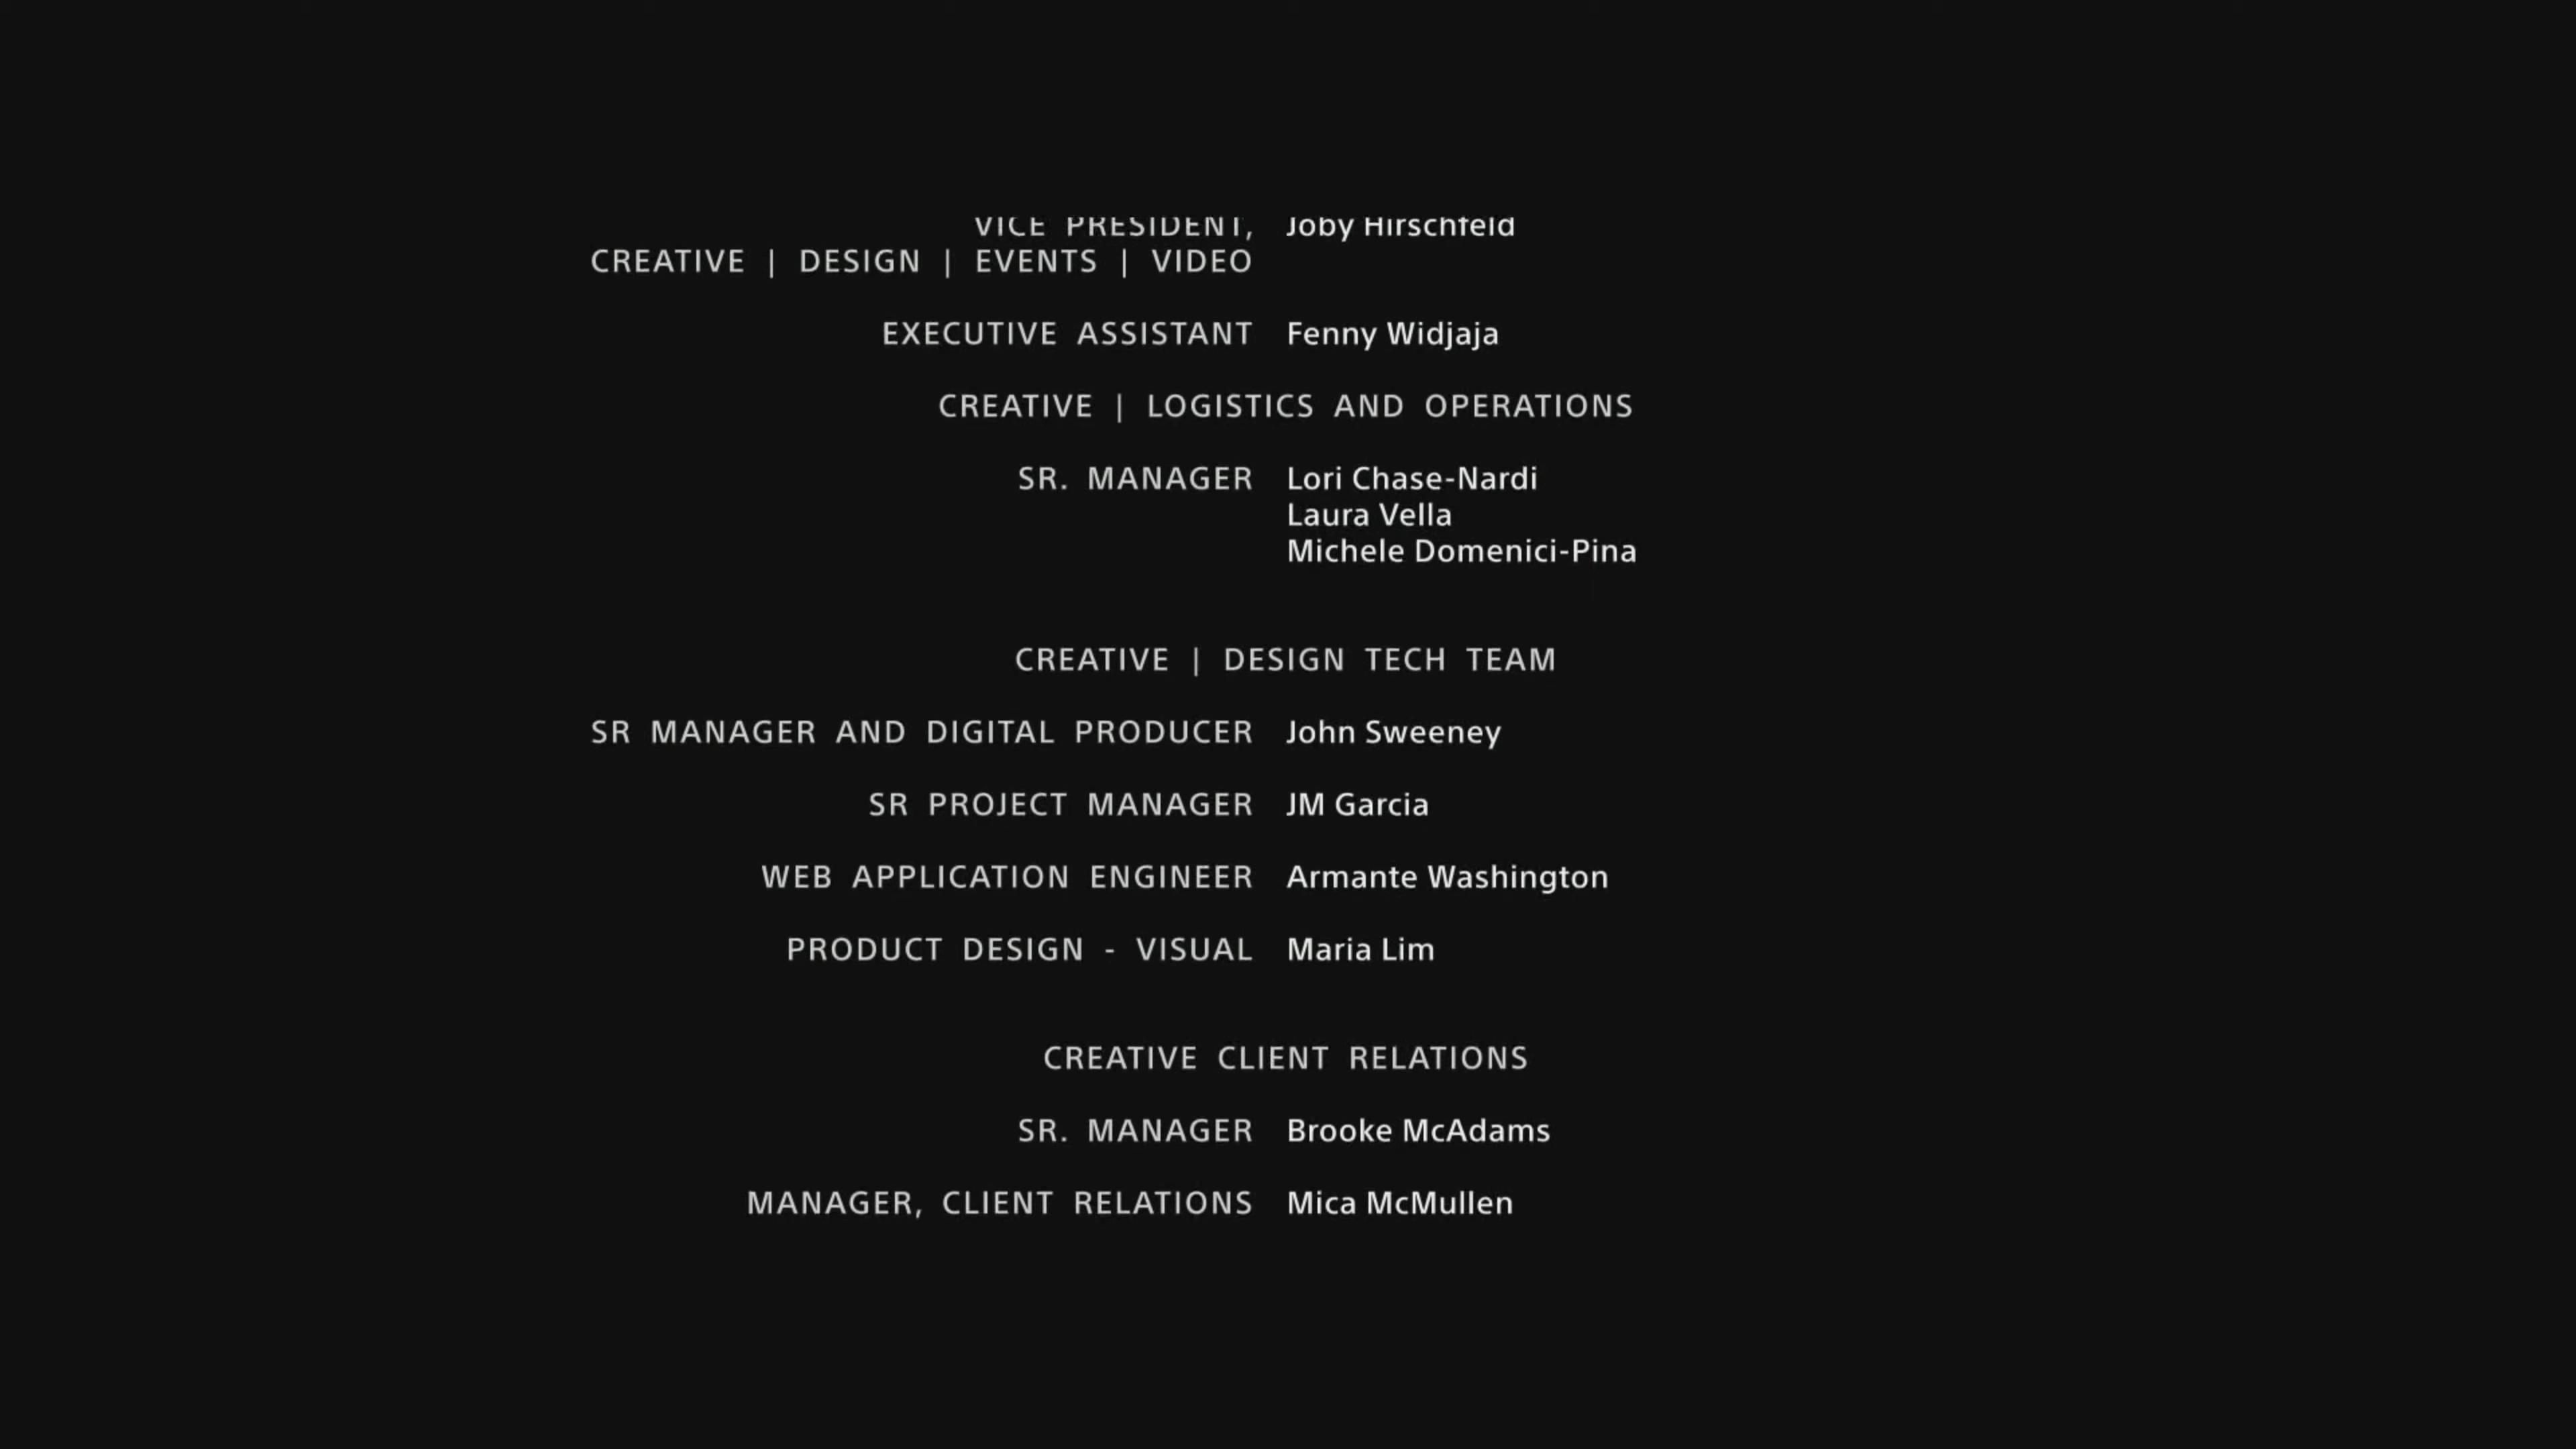 VICE PRESIDENT, Joby Hirschfeld
CREATIVE | DESIGN | EVENTS | VIDEO
EXECUTIVE ASSISTANT Fenny Widjaja
CREATIVE | LOGISTICS AND OPERATIONS
SR. MANAGER Lori Chase-Nardi
Laura Vella
Michele Domenici-Pina
CREATIVE | DESIGN TECH TEAM
SR MANAGER AND DIGITAL PRODUCER John Sweeney
SR PROJECT MANAGER JM Garcia
WEB APPLICATION ENGINEER Armante Washington
PRODUCT DESIGN - VISUAL Maria Lim
CREATIVE CLIENT RELATIONS
SR. MANAGER Brooke McAdams
MANAGER, CLIENT RELATIONS Mica McMullen